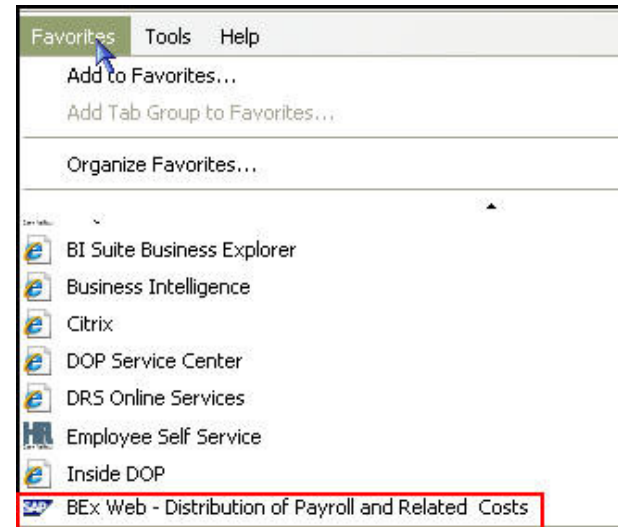 Favorites Tools Help
Add to Favorites...
Add Tab Group to Favorites...
Organize Favorites...
BI Suite Business Explorer
Business Intelligence
Citrix
DOP Service Center
DRS Online Services
HR Employee Self Service
Inside DOP
SAP BEx Web - Distribution of Payroll and Related Costs